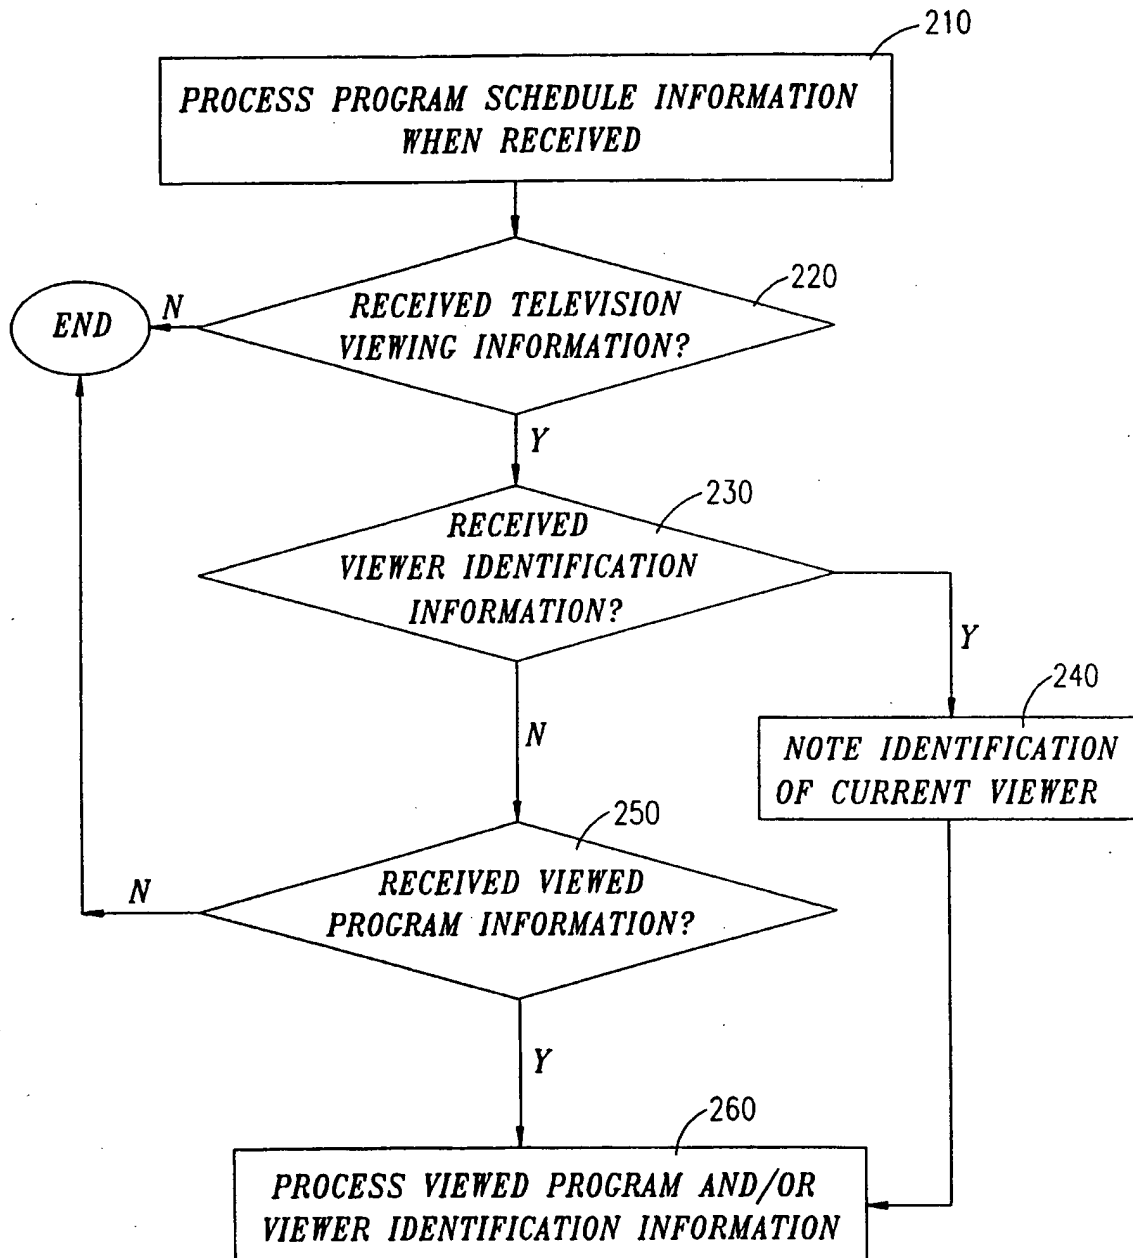 210
PROCESS PROGRAM SCHEDULE INFORMATION
WHEN RECEIVED
220
END
N
RECEIVED TELEVISION
VIEWING INFORMATION?
Y
230
RECEIVED
VIEWER IDENTIFICATION
INFORMATION?
Y
240
N
NOTE IDENTIFICATION
OF CURRENT VIEWER
250
RECEIVED VIEWED
PROGRAM INFORMATION?
N
Y
260
PROCESS VIEWED PROGRAM AND/OR
VIEWER IDENTIFICATION INFORMATION